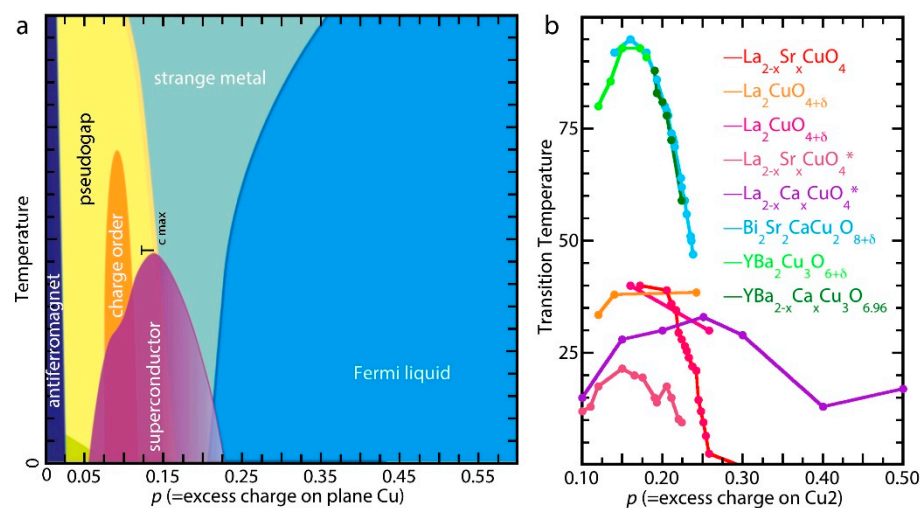 a
pseudogap
strange metal
charge order
T c max
antiferromagnet
superconductor
Fermi liquid
Temperature
0
0 0.05 0.15 0.25 0.35 0.45 0.55
p (=excess charge on plane Cu)
b
La₂₋ₓSrₓCuO₄
La₂CuO₄₊δ
La₂CuO₄₊δ
La₂₋ₓSrₓCuO₄*
La₂₋ₓCaₓCuO₄*
Bi₂Sr₂CaCu₂O₈₊δ
YBa₂Cu₃O₆₊δ
YBa₂₋ₓCaₓCu₃O₆.₉₆
Transition Temperature
75
50
25
0
0.10 0.20 0.30 0.40 0.50
p (=excess charge on Cu2)